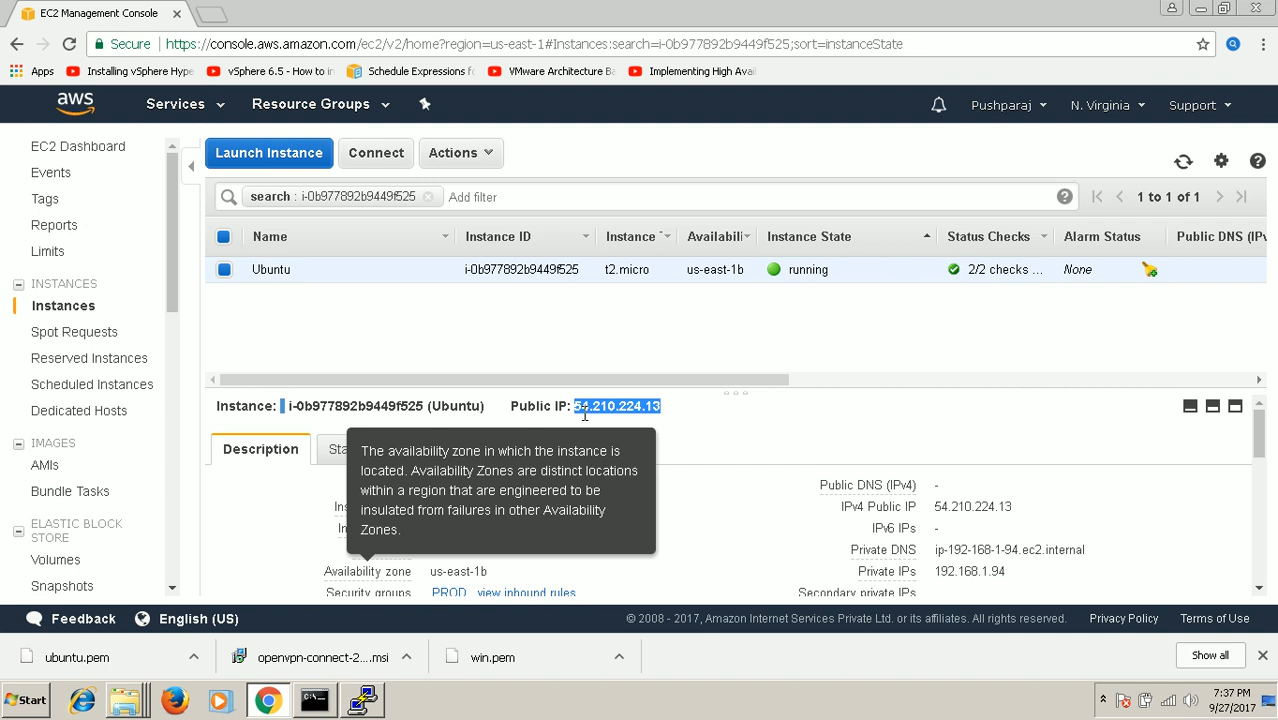 EC2 Management Console
Secure
https://console.aws.amazon.com/ec2/v2/home?region=us-east-1#Instances:search=i-0b977892b9449f525;sort=instanceState
Apps
Installing vSphere Hype
vSphere 6.5 - How to in
Schedule Expressions fo
VMware Architecture Ba
Implementing High Avai
aws
Services
Resource Groups
Pushparaj
N. Virginia
Support
EC2 Dashboard
Events
Tags
Reports
Limits
INSTANCES
Instances
Spot Requests
Reserved Instances
Scheduled Instances
Dedicated Hosts
IMAGES
AMIs
Bundle Tasks
ELASTIC BLOCK
STORE
Volumes
Snapshots
Launch Instance
Connect
Actions
search : i-0b977892b9449f525
Add filter
1 to 1 of 1
Name
Instance ID
Instance
Availabili
Instance State
Status Checks
Alarm Status
Public DNS (IPv
Ubuntu
i-0b977892b9449f525
t2.micro
us-east-1b
running
2/2 checks ...
None
Instance: i-0b977892b9449f525 (Ubuntu)
Public IP: 54.210.224.13
Description
Sta
The availability zone in which the instance is
located. Availability Zones are distinct locations
within a region that are engineered to be
insulated from failures in other Availability
Zones.
Ins
In
Availability zone
us-east-1b
Security groups
PROD
view inbound rules
Public DNS (IPv4)
-
IPv4 Public IP
54.210.224.13
IPv6 IPs
-
Private DNS
ip-192-168-1-94.ec2.internal
Private IPs
192.168.1.94
Secondary private IPs
Feedback
English (US)
© 2008 - 2017, Amazon Internet Services Private Ltd. or its affiliates. All rights reserved.
Privacy Policy
Terms of Use
ubuntu.pem
openvpn-connect-2....msi
win.pem
Show all
Start
7:37 PM
9/27/2017